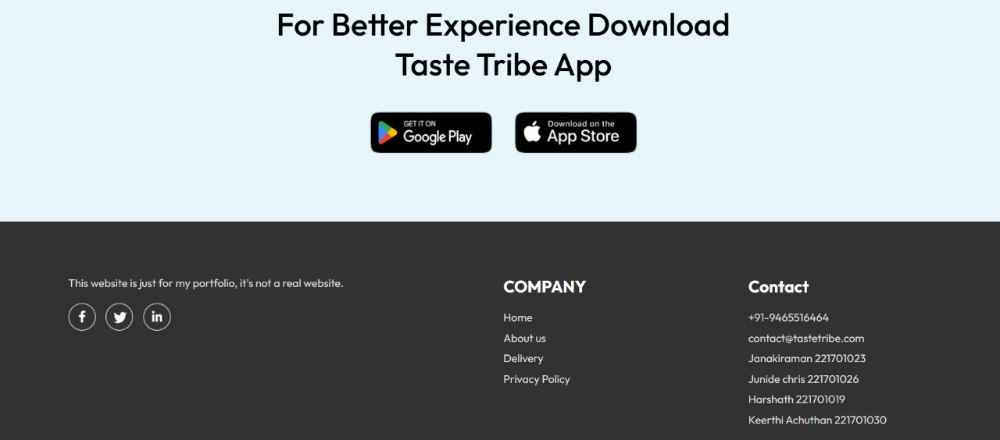 For Better Experience Download
Taste Tribe App
GET IT ON
Google Play
Download on the
App Store
This website is just for my portfolio, it's not a real website.
COMPANY
Home
About us
Delivery
Privacy Policy
Contact
+91-9465516464
contact@tastetribe.com
Janakiraman 221701023
Junide chris 221701026
Harshath 221701019
Keerthi Achuthan 221701030